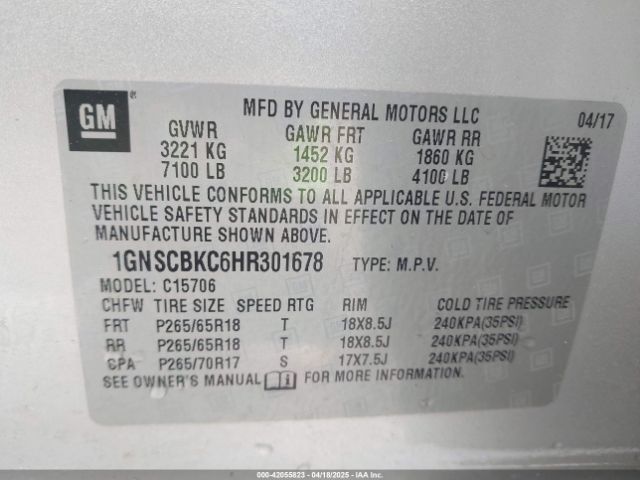 GM ®
MFD BY GENERAL MOTORS LLC 04/17
GVWR GAWR FRT GAWR RR
3221 KG 1452 KG 1860 KG
7100 LB 3200 LB 4100 LB
THIS VEHICLE CONFORMS TO ALL APPLICABLE U.S. FEDERAL MOTOR
VEHICLE SAFETY STANDARDS IN EFFECT ON THE DATE OF
MANUFACTURE SHOWN ABOVE.
1GNSCBKC6HR301678 TYPE: M.P.V.
MODEL: C15706
CHFW TIRE SIZE SPEED RTG RIM COLD TIRE PRESSURE
FRT P265/65R18 T 18X8.5J 240KPA(35PSI)
RR P265/65R18 T 18X8.5J 240KPA(35PSI)
CPA P265/70R17 S 17X7.5J 240KPA(35PSI)
SEE OWNER'S MANUAL FOR MORE INFORMATION.
000-42055823 - 04/18/2025 - IAAI.COM